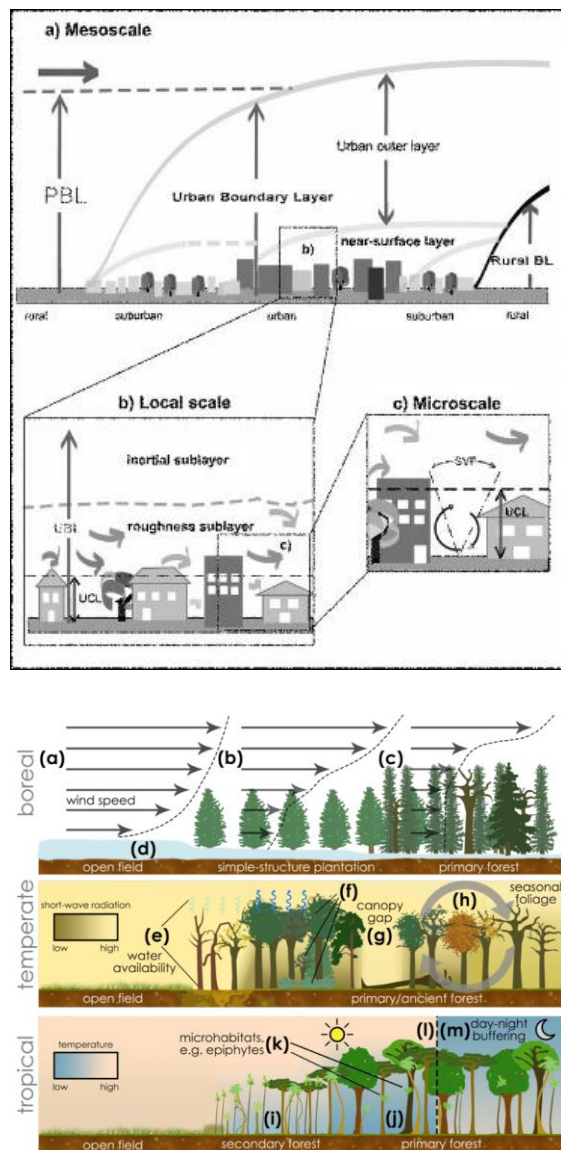 a) Mesoscale
PBL
Urban Boundary Layer
Urban outer layer
b)
near-surface layer
Rural BL
rural
suburban
urban
suburban
rural
b) Local scale
c) Microscale
inertial sublayer
UBL
roughness sublayer
c)
UCL
SVF
UCL
boreal
(a)
(b)
(c)
wind speed
(d)
open field
simple-structure plantation
primary forest
temperate
short-wave radiation
low
high
(e)
water
availability
(f)
canopy
gap
(g)
(h)
seasonal
foliage
open field
primary/ancient forest
tropical
temperature
low
high
microhabitats,
e.g. epiphytes
(k)
(l)
(m)
day-night
buffering
(i)
(j)
open field
secondary forest
primary forest